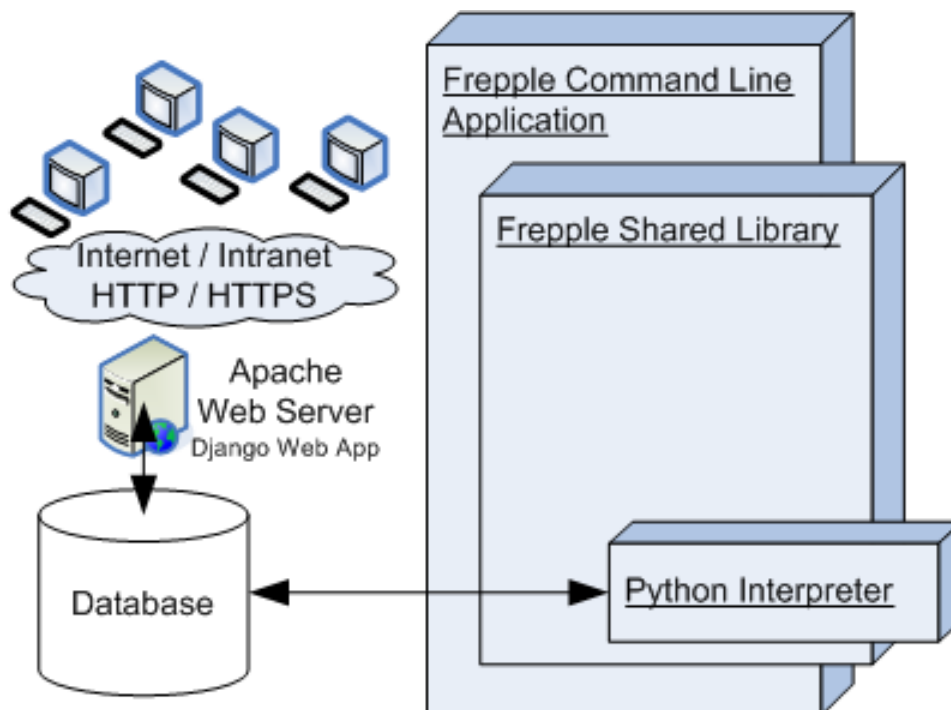 Frepple Command Line
Application
Frepple Shared Library
Internet / Intranet
HTTP / HTTPS
Apache
Web Server
Django Web App
Database
Python Interpreter